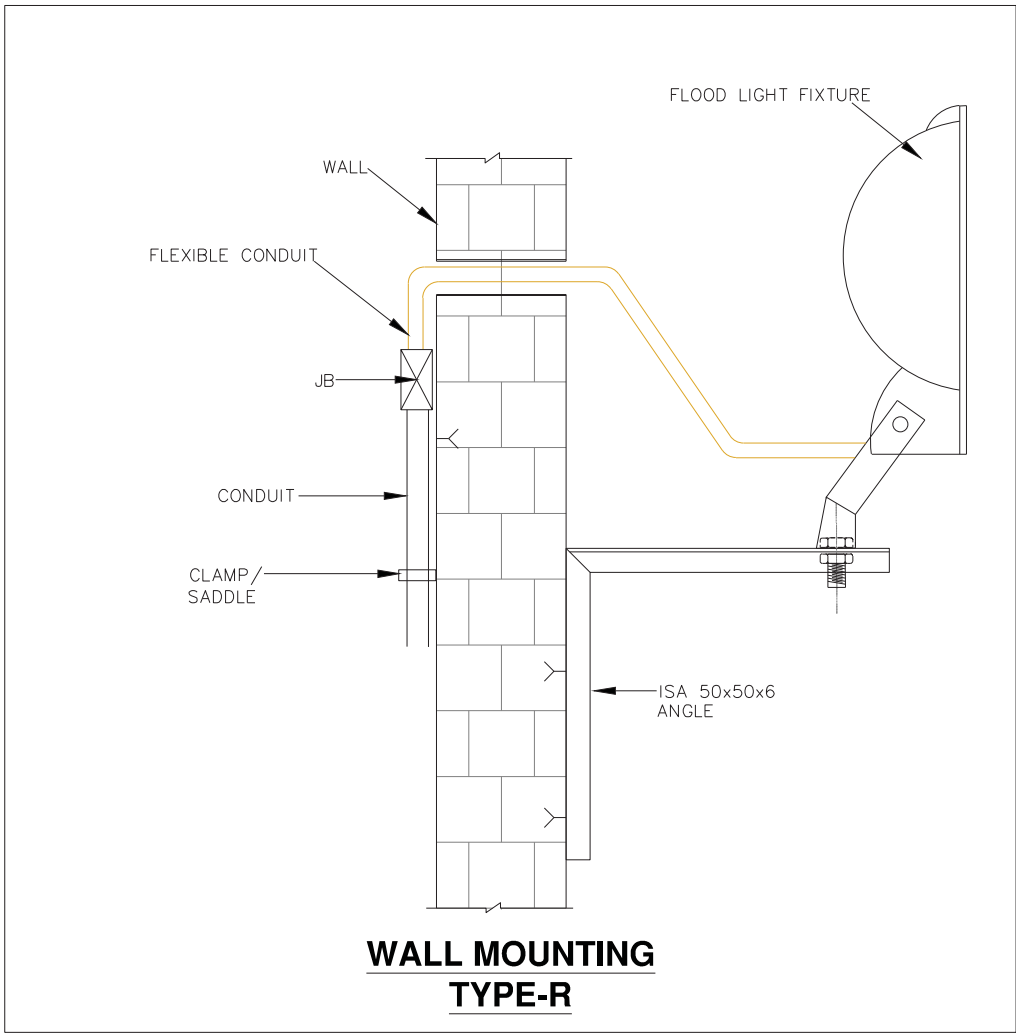 FLOOD LIGHT FIXTURE
WALL
FLEXIBLE CONDUIT
JB
CONDUIT
CLAMP/
SADDLE
ISA 50x50x6
ANGLE
WALL MOUNTING
TYPE-R